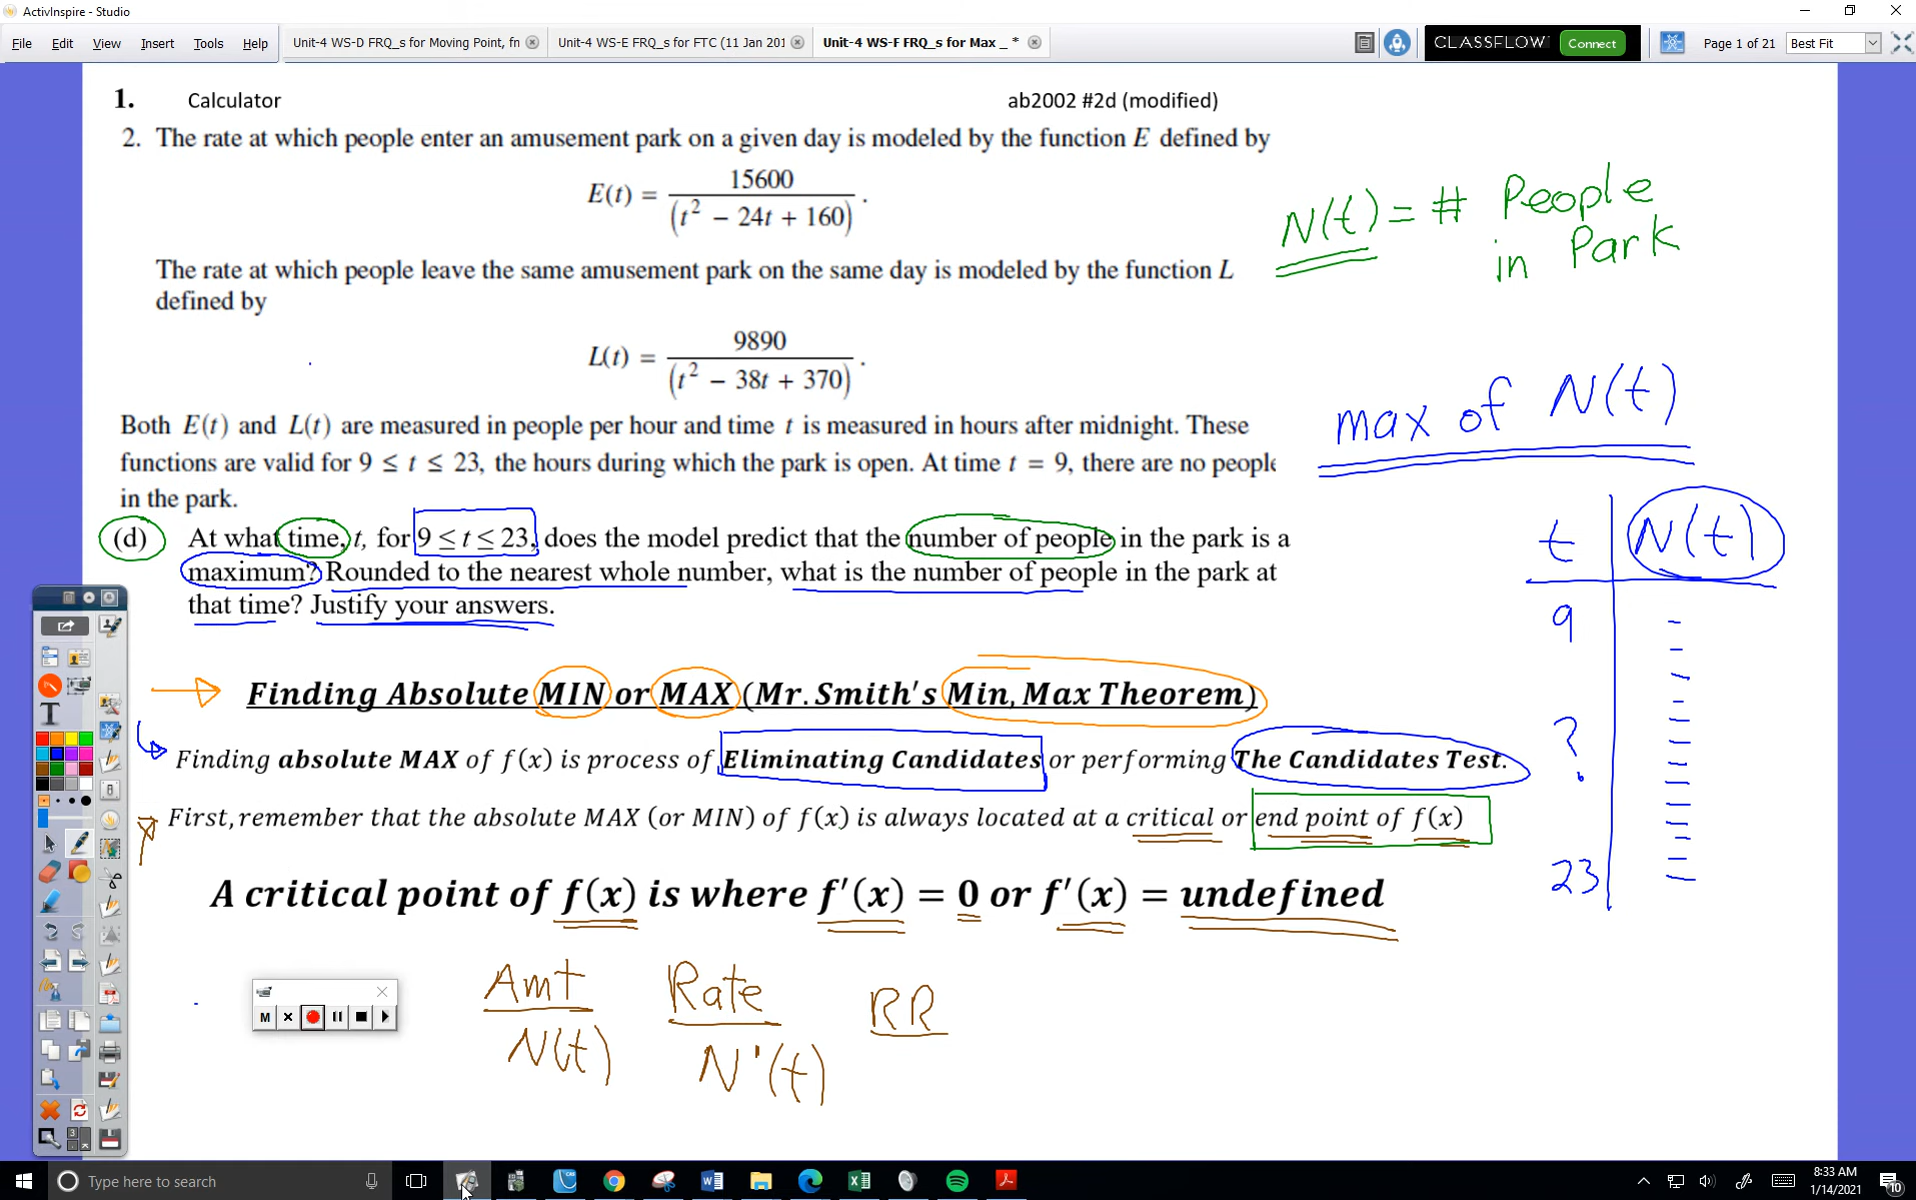 ActivInspire - Studio
File Edit View Insert Tools Help Unit-4 WS-D FRQ_s for Moving Point, fn Unit-4 WS-E FRQ_s for FTC (11 Jan 201 Unit-4 WS-F FRQ_s for Max _ * CLASSFLOW Connect Page 1 of 21 Best Fit
1. Calculator ab2002 #2d (modified)
2. The rate at which people enter an amusement park on a given day is modeled by the function E defined by
E(t) = 15600 / (t² − 24t + 160) .
N(t) = # People in Park
The rate at which people leave the same amusement park on the same day is modeled by the function L
defined by
L(t) = 9890 / (t² − 38t + 370) .
max of N(t)
Both E(t) and L(t) are measured in people per hour and time t is measured in hours after midnight. These
functions are valid for 9 ≤ t ≤ 23, the hours during which the park is open. At time t = 9, there are no people
in the park.
(d) At what time, t, for 9 ≤ t ≤ 23, does the model predict that the number of people in the park is a
maximum? Rounded to the nearest whole number, what is the number of people in the park at
that time? Justify your answers.
t N(t)
9
?
23
Finding Absolute MIN or MAX (Mr. Smith's Min, Max Theorem)
Finding absolute MAX of f(x) is process of Eliminating Candidates or performing The Candidates Test.
First, remember that the absolute MAX (or MIN) of f(x) is always located at a critical or end point of f(x)
A critical point of f(x) is where f′(x) = 0 or f′(x) = undefined
Amt Rate RR
N(t) N'(t)
M
Type here to search
8:33 AM
1/14/2021
10